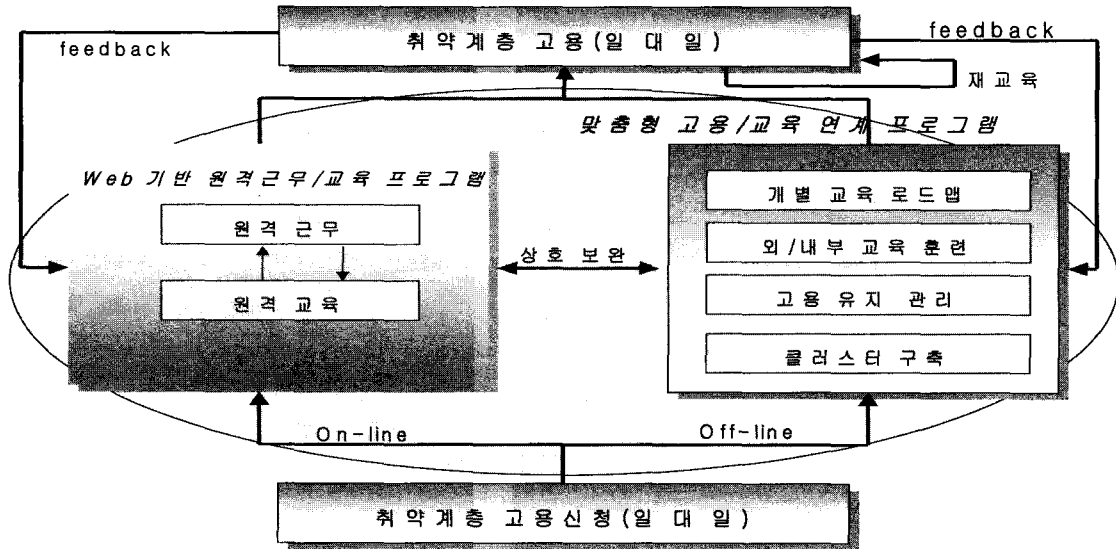 취약계층 고용(일 대 일)
feedback
feedback
재교육
맞춤형 고용/교육 연계 프로그램
Web 기반 원격근무/교육 프로그램
원격 근무
원격 교육
상호 보완
개별 교육 로드맵
외/내부 교육 훈련
고용 유지 관리
클러스터 구축
On-line
Off-line
취약계층 고용신청(일 대 일)